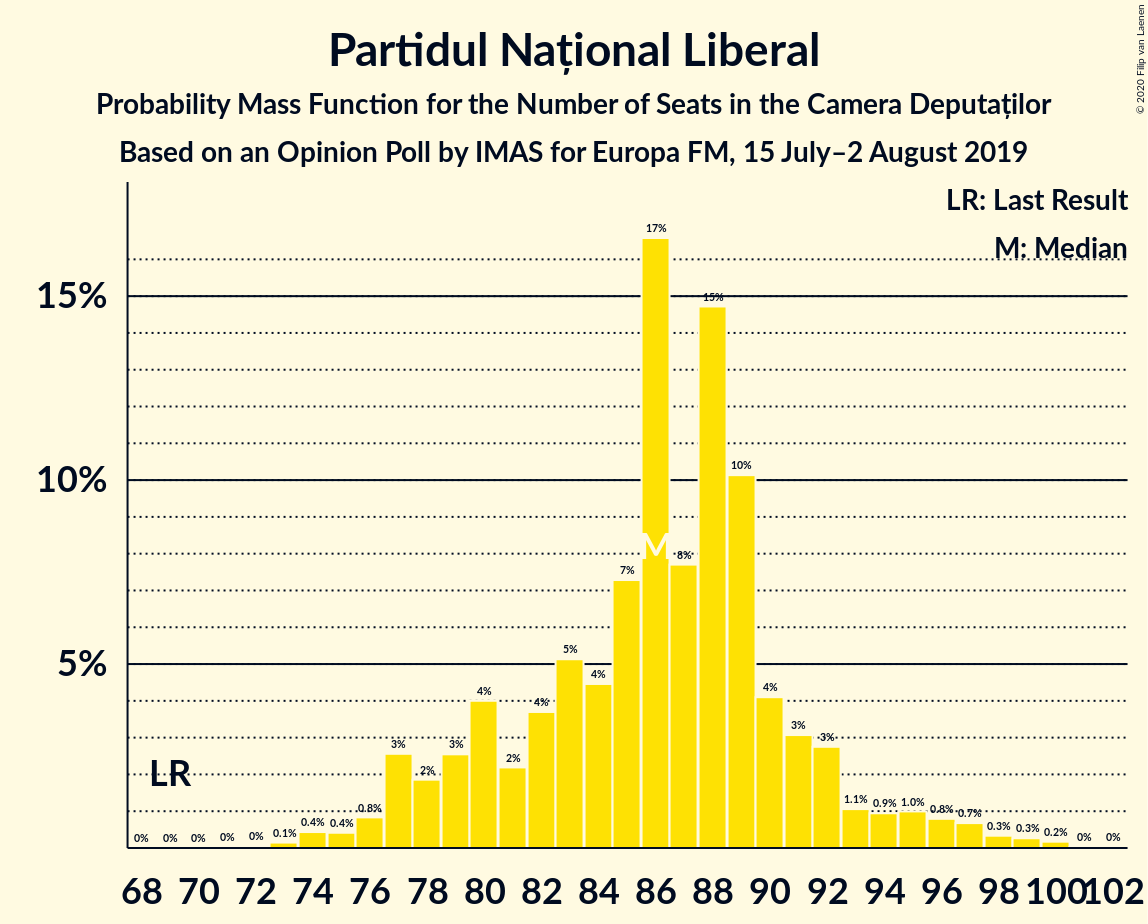 Partidul Național Liberal
Probability Mass Function for the Number of Seats in the Camera Deputaților
Based on an Opinion Poll by IMAS for Europa FM, 15 July–2 August 2019
© 2020 Filip van Laenen
LR: Last Result
M: Median
15%
10%
5%
LR
M
0% 0% 0% 0% 0% 0.1% 0.4% 0.4% 0.8% 3% 2% 3% 4% 2% 4% 5% 4% 7% 17% 8% 15% 10% 4% 3% 3% 1.1% 0.9% 1.0% 0.8% 0.7% 0.3% 0.3% 0.2% 0% 0%
68 70 72 74 76 78 80 82 84 86 88 90 92 94 96 98 100 102